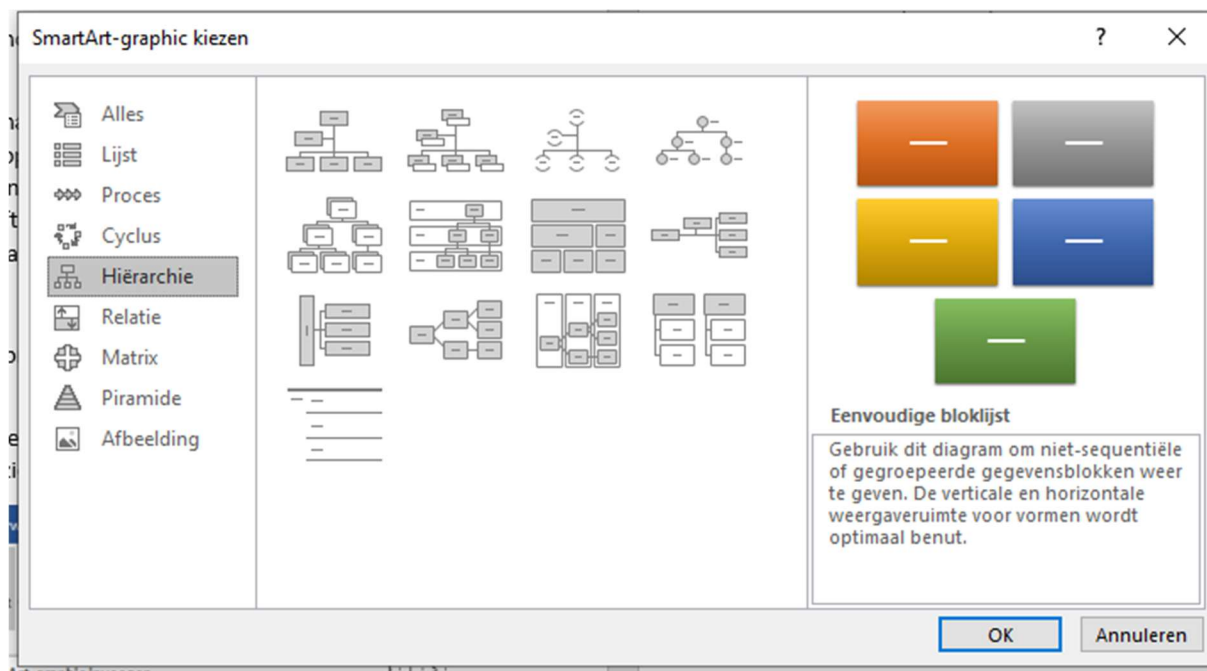 SmartArt-graphic kiezen
Alles
Lijst
Proces
Cyclus
Hiërarchie
Relatie
Matrix
Piramide
Afbeelding
Eenvoudige bloklijst
Gebruik dit diagram om niet-sequentiële
of gegroepeerde gegevensblokken weer
te geven. De verticale en horizontale
weergaveruimte voor vormen wordt
optimaal benut.
OK
Annuleren